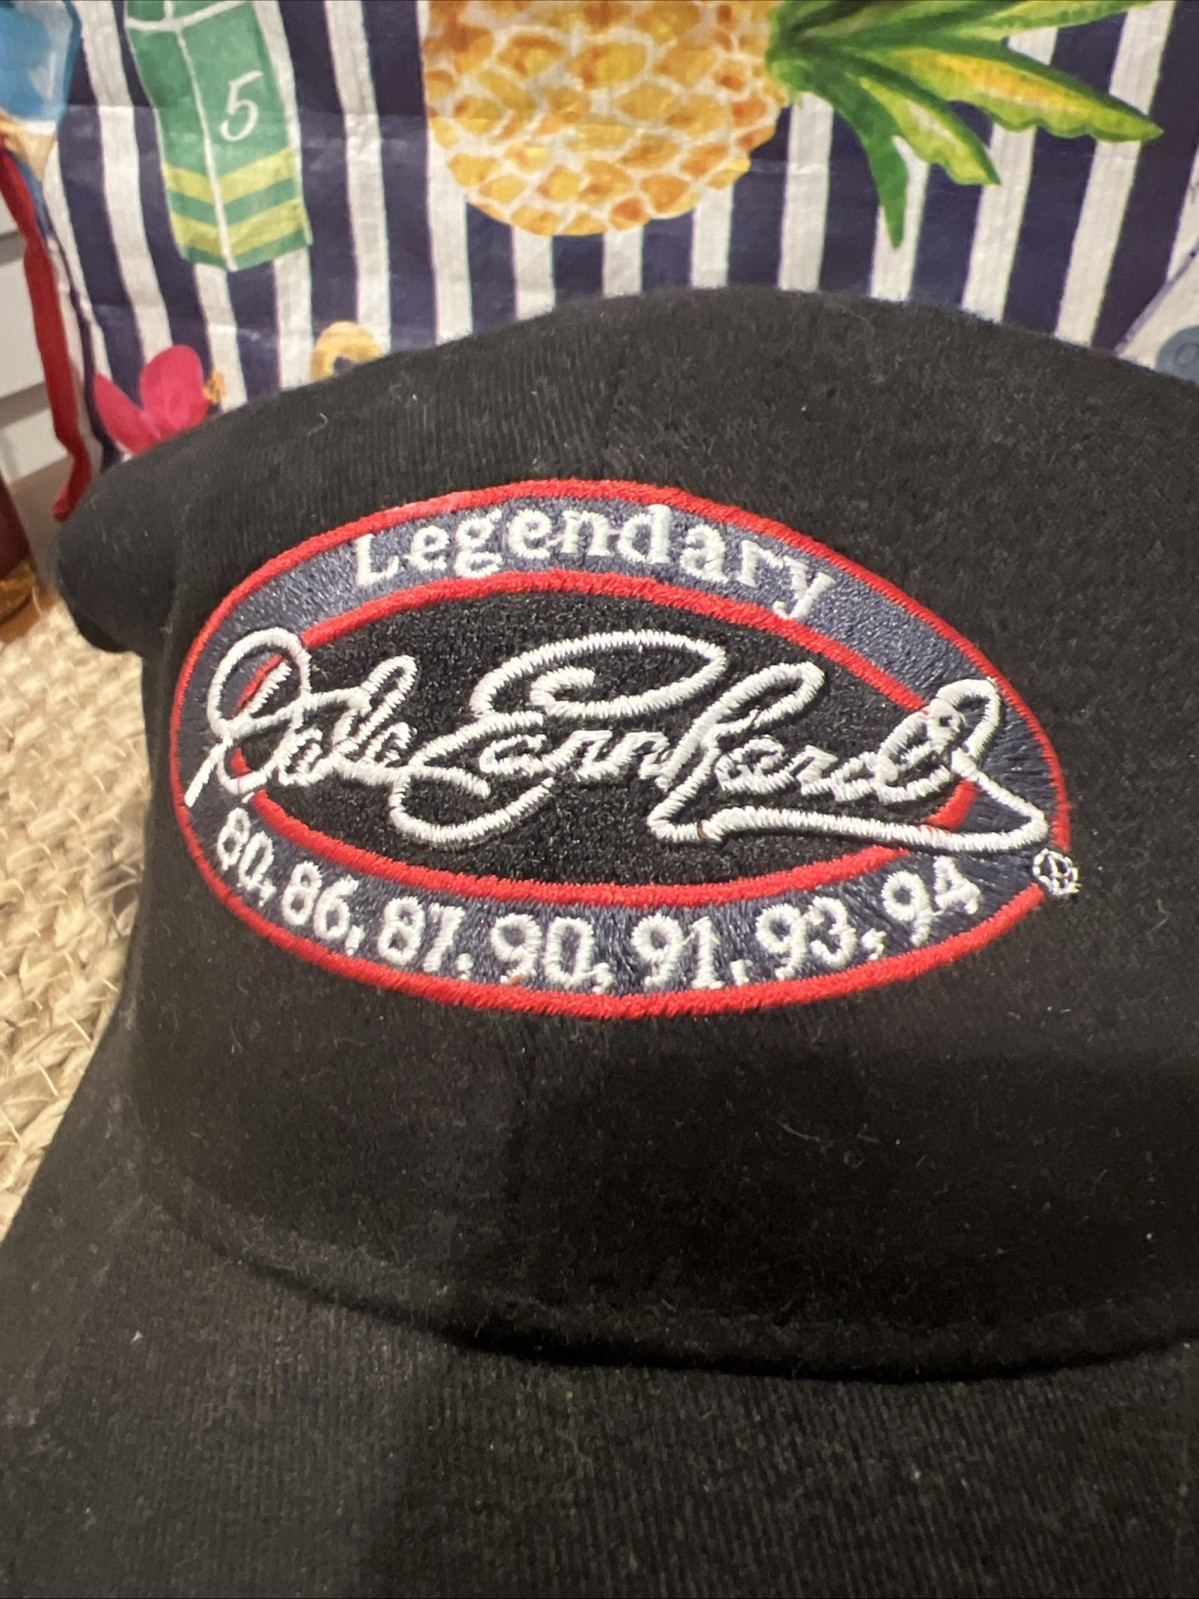 5
Legendary
Dale Earnhardt
®
80, 86, 87, 90, 91, 93, 94